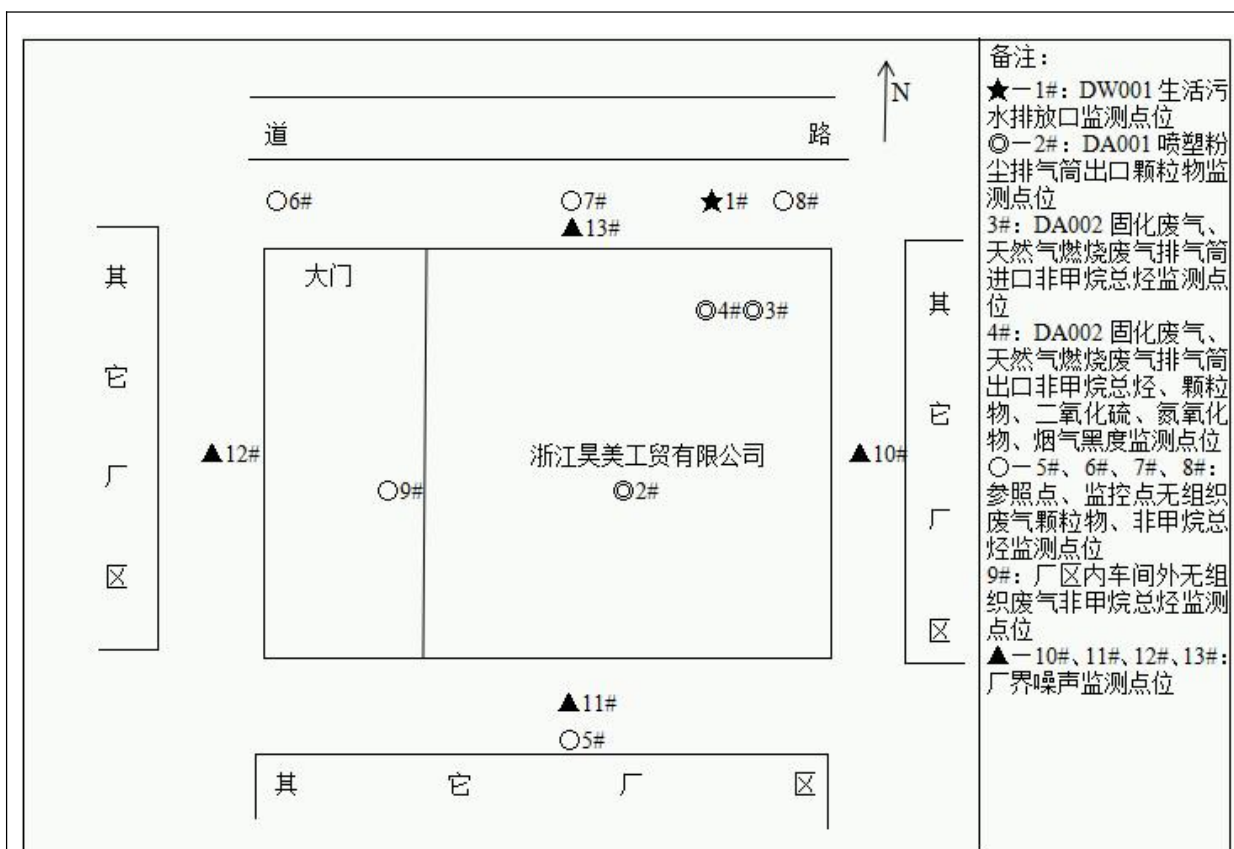 N
道 路
○6# ○7# ★1# ○8#
▲13#
大门
◎4#◎3#
其它厂区
其它厂区
▲12#
浙江昊美工贸有限公司
▲10#
○9#
◎2#
▲11#
○5#
其 它 厂 区
备注：
★－1#：DW001 生活污
水排放口监测点位
◎－2#：DA001 喷塑粉
尘排气筒出口颗粒物监
测点位
3#：DA002 固化废气、
天然气燃烧废气排气筒
进口非甲烷总烃监测点
位
4#：DA002 固化废气、
天然气燃烧废气排气筒
出口非甲烷总烃、颗粒
物、二氧化硫、氮氧化
物、烟气黑度监测点位
○－5#、6#、7#、8#：
参照点、监控点无组织
废气颗粒物、非甲烷总
烃监测点位
9#：厂区内车间外无组
织废气非甲烷总烃监测
点位
▲－10#、11#、12#、13#：
厂界噪声监测点位